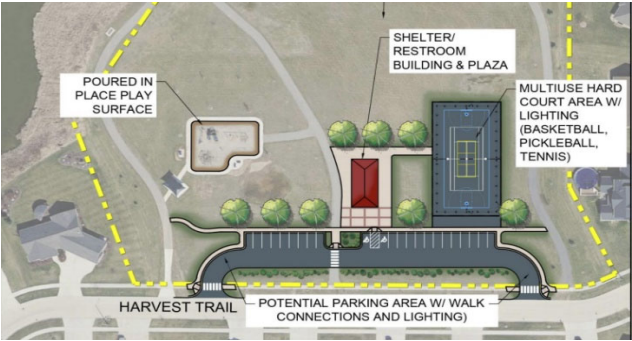 SHELTER/
RESTROOM
BUILDING & PLAZA
POURED IN
PLACE PLAY
SURFACE
MULTIUSE HARD
COURT AREA W/
LIGHTING
(BASKETBALL,
PICKLEBALL,
TENNIS)
HARVEST TRAIL
POTENTIAL PARKING AREA W/ WALK
CONNECTIONS AND LIGHTING)